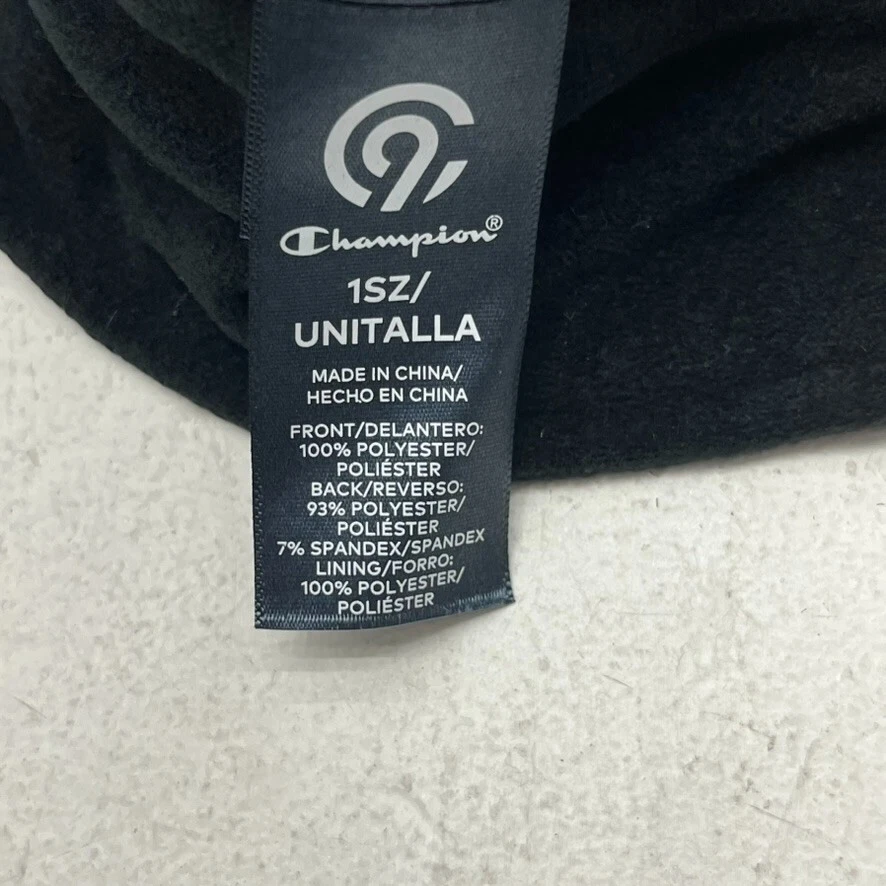 C9
Champion®
1SZ/
UNITALLA
MADE IN CHINA/
HECHO EN CHINA
FRONT/DELANTERO:
100% POLYESTER/
POLIÉSTER
BACK/REVERSO:
93% POLYESTER/
POLIÉSTER
7% SPANDEX/SPANDEX
LINING/FORRO:
100% POLYESTER/
POLIÉSTER